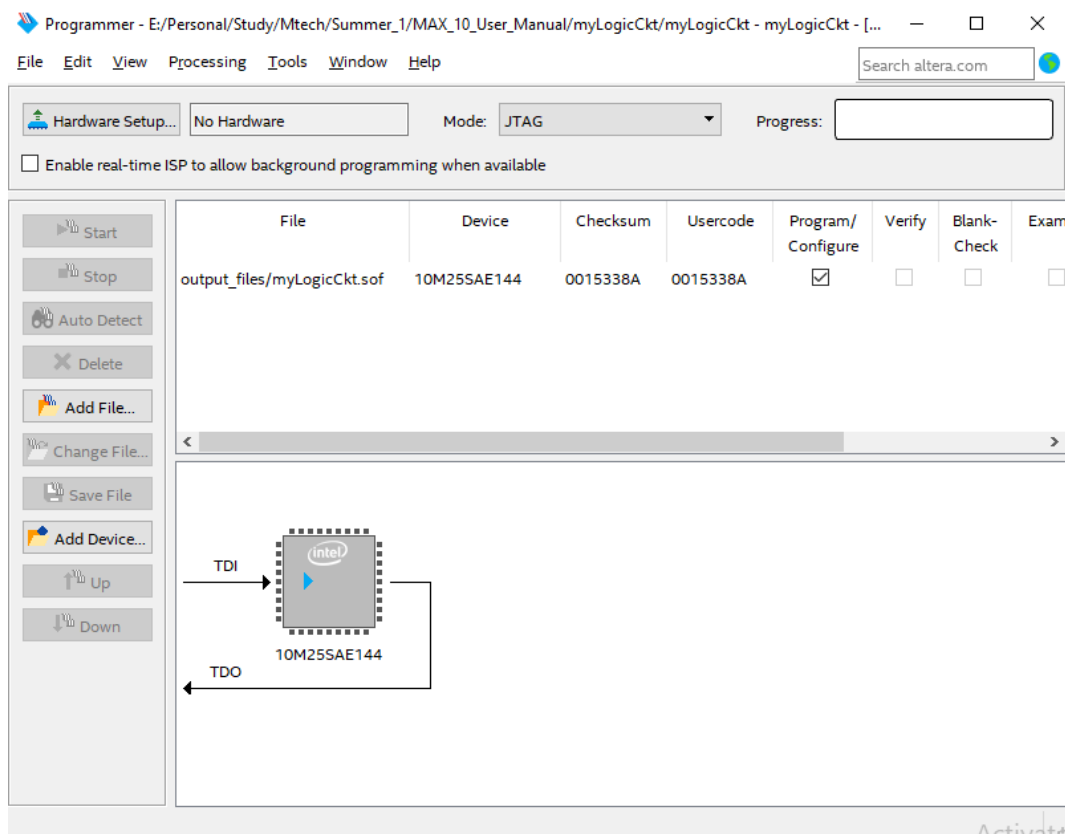 Programmer - E:/Personal/Study/Mtech/Summer_1/MAX_10_User_Manual/myLogicCkt/myLogicCkt - myLogicCkt - [...
File Edit View Processing Tools Window Help
Search altera.com
Hardware Setup... No Hardware Mode: JTAG Progress:
Enable real-time ISP to allow background programming when available
Start
Stop
Auto Detect
Delete
Add File...
Change File...
Save File
Add Device...
Up
Down
File Device Checksum Usercode Program/ Verify Blank- Exam
Configure Check
output_files/myLogicCkt.sof 10M25SAE144 0015338A 0015338A
intel
TDI
10M25SAE144
TDO